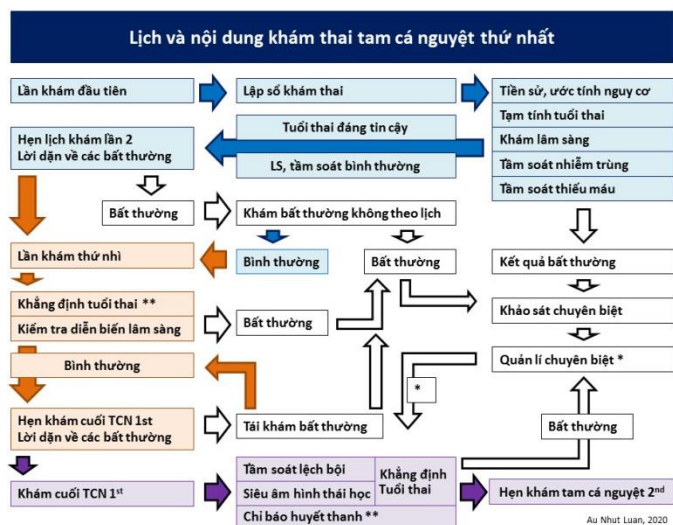 Lịch và nội dung khám thai tam cá nguyệt thứ nhất
Lần khám đầu tiên
Lập sổ khám thai
Tiền sử, ước tính nguy cơ
Tạm tính tuổi thai
Khám lâm sàng
Tầm soát nhiễm trùng
Tầm soát thiếu máu
Tuổi thai đáng tin cậy
LS, tầm soát bình thường
Hẹn lịch khám lần 2
Lời dặn về các bất thường
Bất thường
Khám bất thường không theo lịch
Lần khám thứ nhì
Bình thường
Bất thường
Kết quả bất thường
Khẳng định tuổi thai **
Kiểm tra diễn biến lâm sàng
Bất thường
Khảo sát chuyên biệt
Bình thường
Quản lí chuyên biệt *
*
Hẹn khám cuối TCN 1st
Lời dặn về các bất thường
Tái khám bất thường
Bất thường
Khám cuối TCN 1st
Tầm soát lệch bội
Siêu âm hình thái học
Khẳng định
Tuổi thai
Chỉ báo huyết thanh **
Hẹn khám tam cá nguyệt 2nd
Au Nhut Luan, 2020